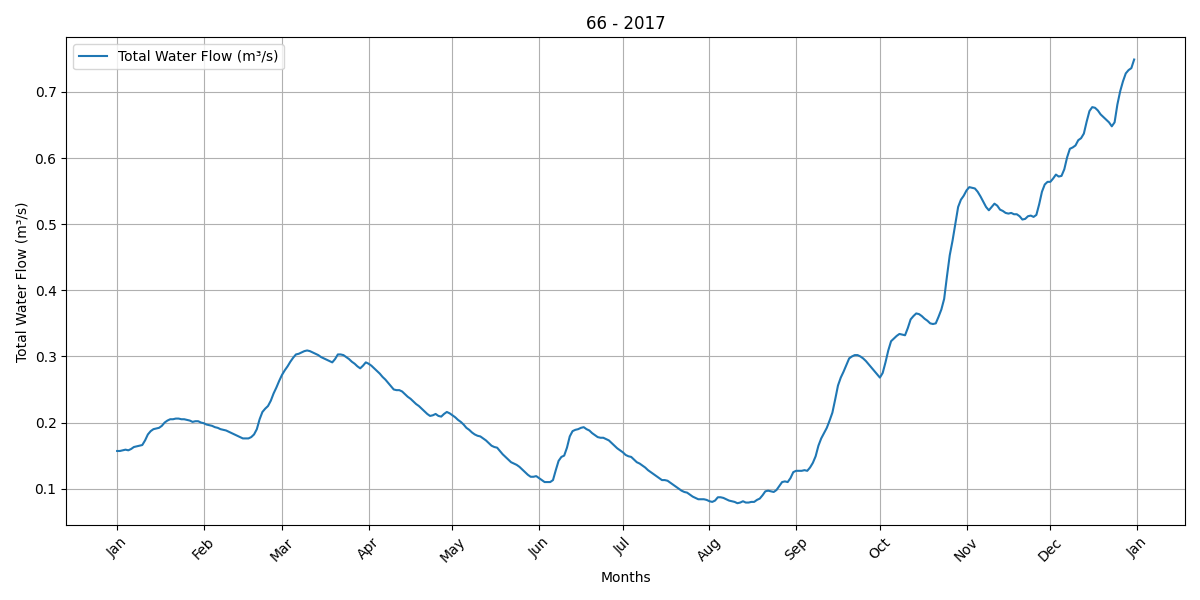 66 - 2017
Total Water Flow (m³/s)
Total Water Flow (m³/s)
0.7
0.6
0.5
0.4
0.3
0.2
0.1
Jan Feb Mar Apr May Jun Jul Aug Sep Oct Nov Dec Jan
Months